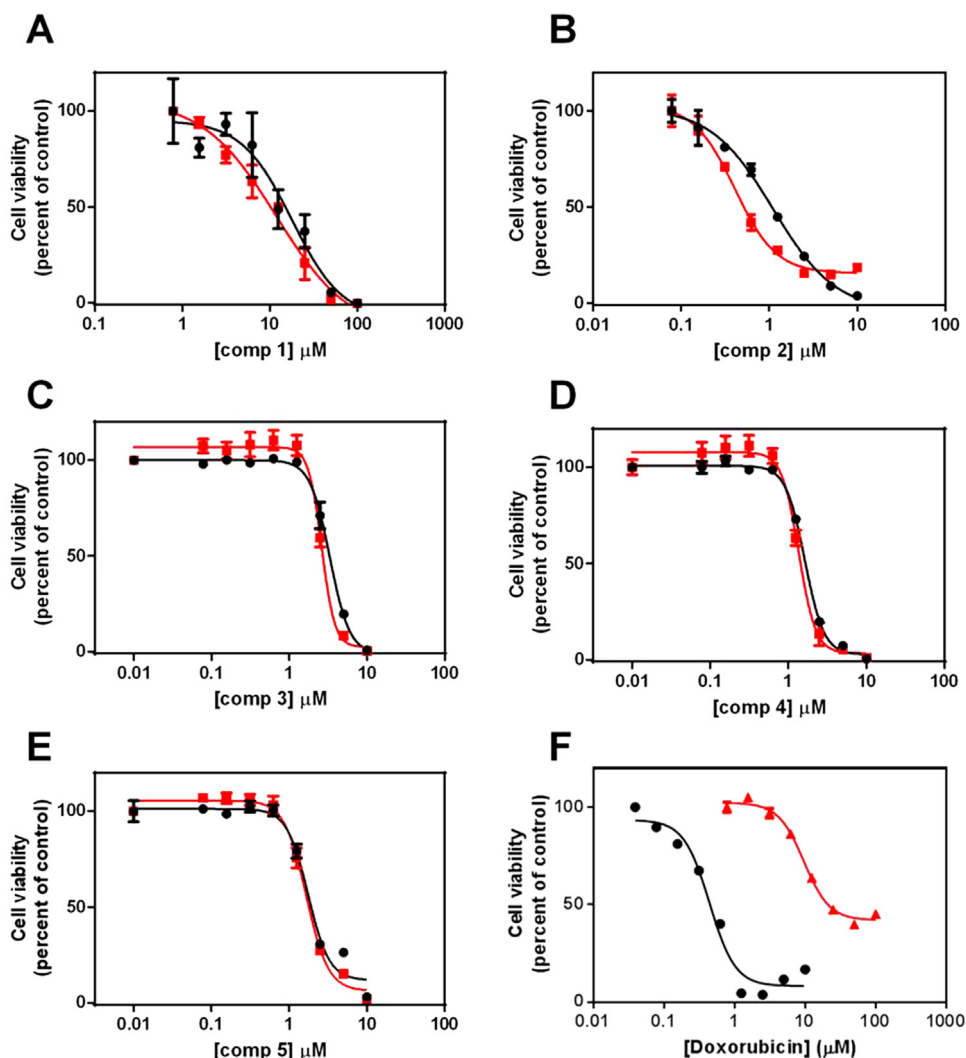 A
Cell viability
(percent of control)
100
50
0
0.1 1 10 100 1000
[comp 1] μM
B
Cell viability
(percent of control)
100
50
0
0.01 0.1 1 10 100
[comp 2] μM
C
Cell viability
(percent of control)
100
50
0
0.01 0.1 1 10 100
[comp 3] μM
D
Cell viability
(percent of control)
100
50
0
0.01 0.1 1 10 100
[comp 4] μM
E
Cell viability
(percent of control)
100
50
0
0.01 0.1 1 10 100
[comp 5] μM
F
Cell viability
(percent of control)
100
50
0
0.01 0.1 1 10 100 1000
[Doxorubicin] (μM)